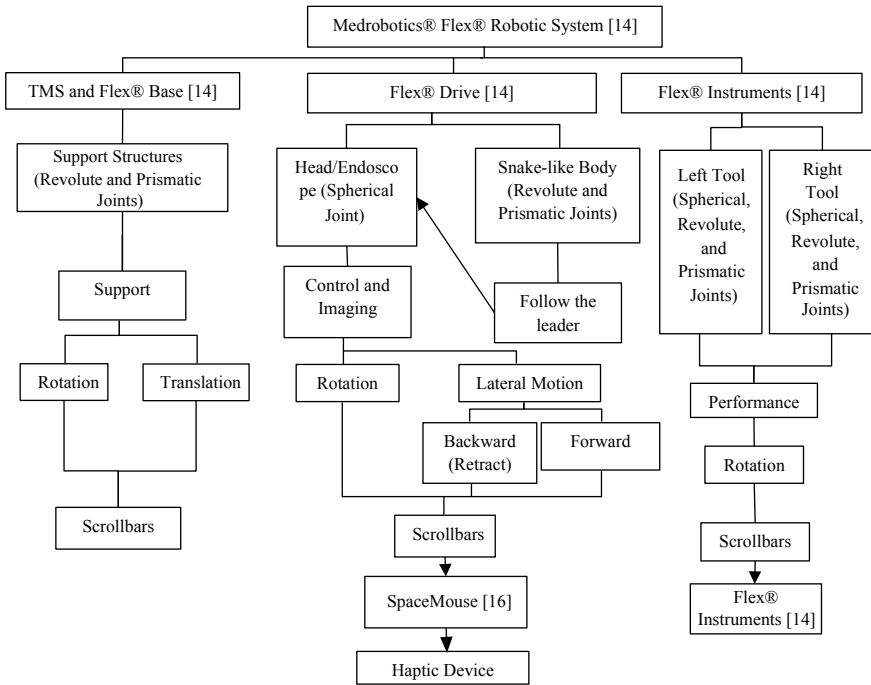 Medrobotics® Flex® Robotic System [14]
TMS and Flex® Base [14]
Flex® Drive [14]
Flex® Instruments [14]
Support Structures
(Revolute and Prismatic
Joints)
Head/Endosco
pe (Spherical
Joint)
Snake-like Body
(Revolute and
Prismatic Joints)
Left Tool
(Spherical,
Revolute,
and
Prismatic
Joints)
Right
Tool
(Spherical,
Revolute,
and
Prismatic
Joints)
Support
Control and
Imaging
Follow the
leader
Rotation
Translation
Rotation
Lateral Motion
Performance
Backward
(Retract)
Forward
Rotation
Scrollbars
Scrollbars
Scrollbars
SpaceMouse [16]
Flex®
Instruments [14]
Haptic Device